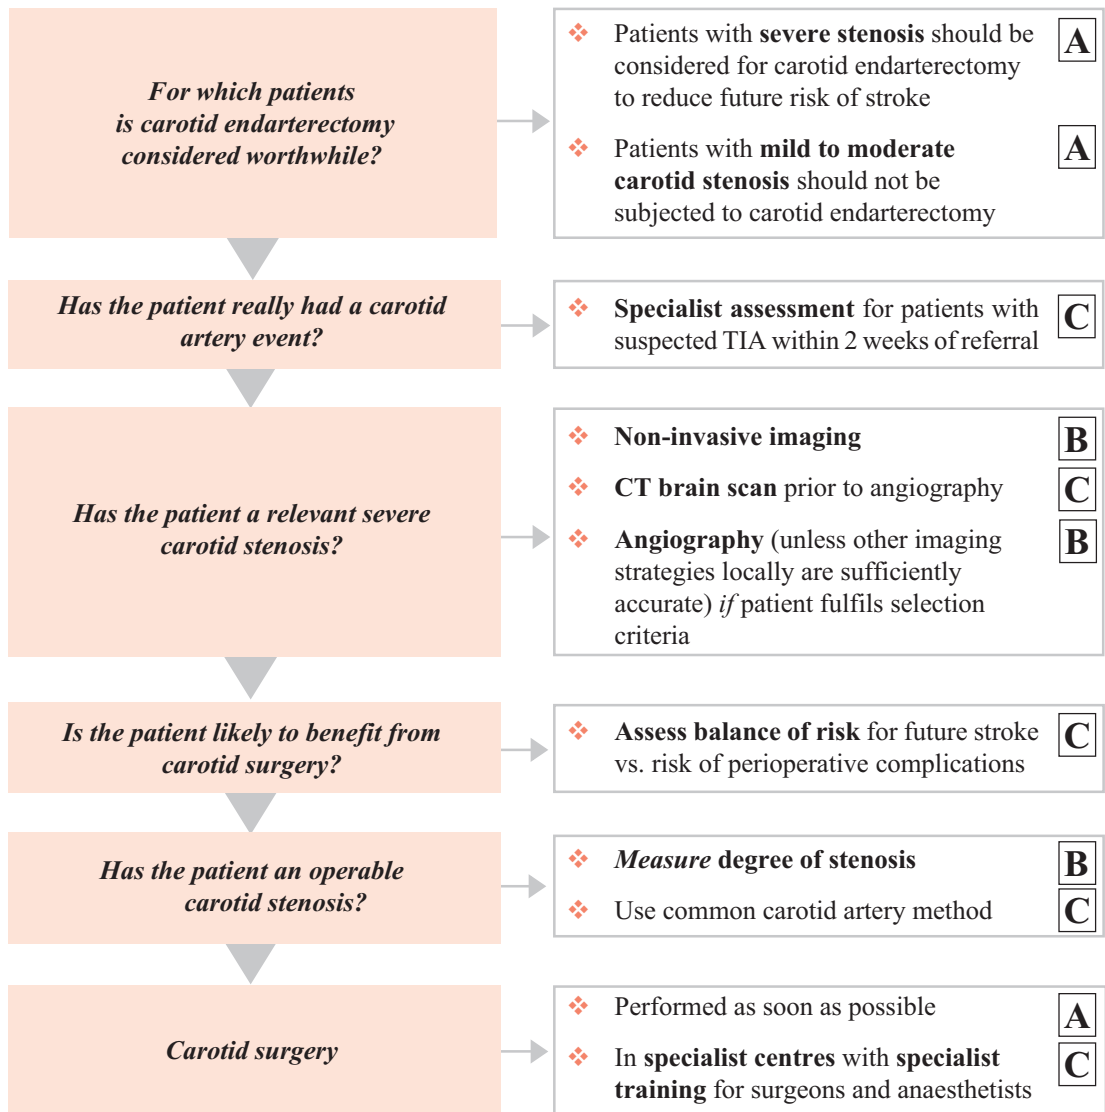 For which patients
is carotid endarterectomy
considered worthwhile?
❖ Patients with severe stenosis should be A
considered for carotid endarterectomy
to reduce future risk of stroke
❖ Patients with mild to moderate A
carotid stenosis should not be
subjected to carotid endarterectomy
Has the patient really had a carotid
artery event?
❖ Specialist assessment for patients with C
suspected TIA within 2 weeks of referral
Has the patient a relevant severe
carotid stenosis?
❖ Non-invasive imaging B
❖ CT brain scan prior to angiography C
❖ Angiography (unless other imaging B
strategies locally are sufficiently
accurate) if patient fulfils selection
criteria
Is the patient likely to benefit from
carotid surgery?
❖ Assess balance of risk for future stroke C
vs. risk of perioperative complications
Has the patient an operable
carotid stenosis?
❖ Measure degree of stenosis B
❖ Use common carotid artery method C
Carotid surgery
❖ Performed as soon as possible A
❖ In specialist centres with specialist C
training for surgeons and anaesthetists